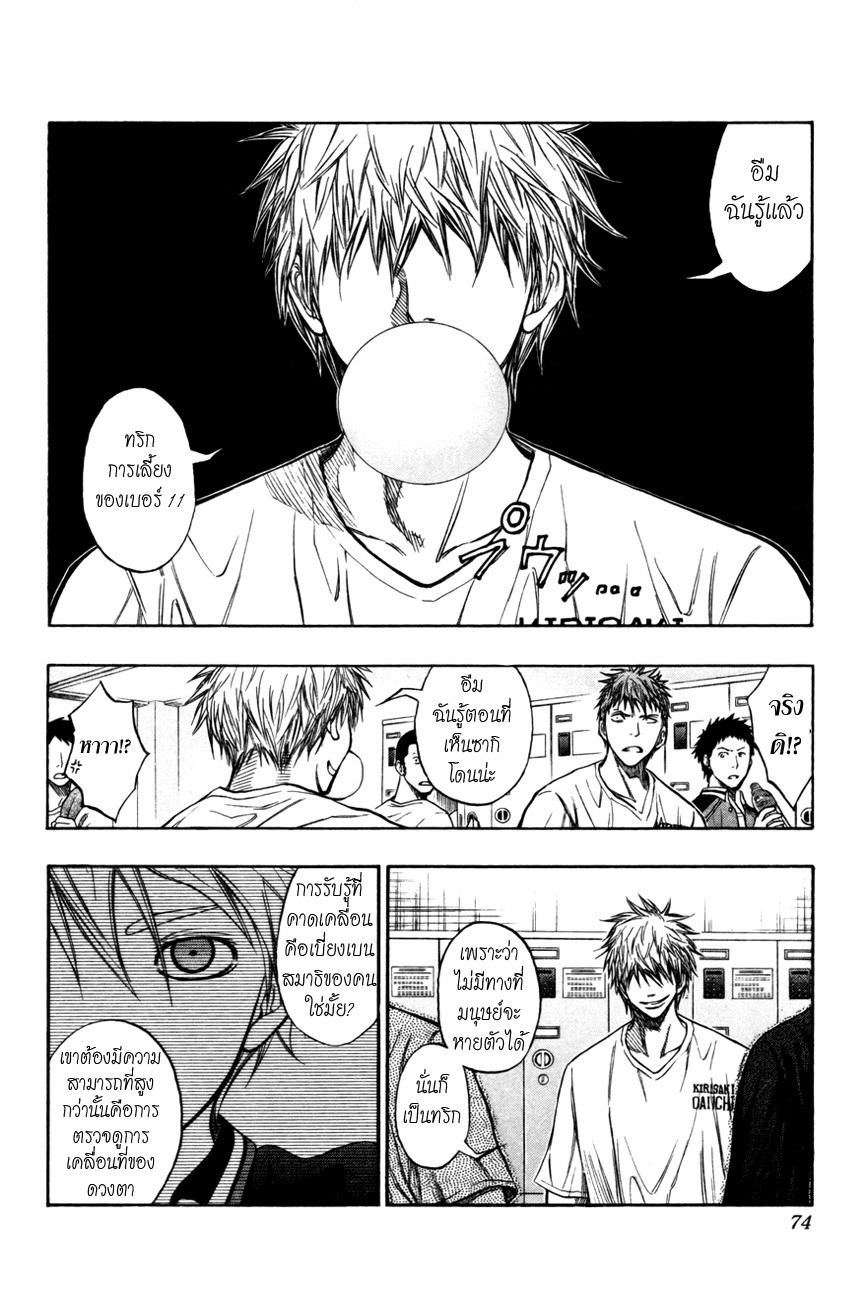 อืม
ฉันรู้แล้ว
ทริก
การเลี้ยง
ของเบอร์ 11
プウッ...
KIRISAKI
จริง
ดิ!?
อืม
ฉันรู้ตอนที่
เห็นซากิ
โดนน่ะ
หาาา!?
เพราะว่า
ไม่มีทางที่
มนุษย์จะ
หายตัวได้
นั่นก็
เป็นทริก
KIRISAKI
DAIICHI
การรับรู้ที่
คาดเคลื่อน
คือเบี่ยงเบน
สมาธิของคน
ใช่มั้ย?
เขาต้องมีความ
สามารถที่สูง
กว่านั้นคือการ
ตรวจดูการ
เคลื่อนที่ของ
ดวงตา
74